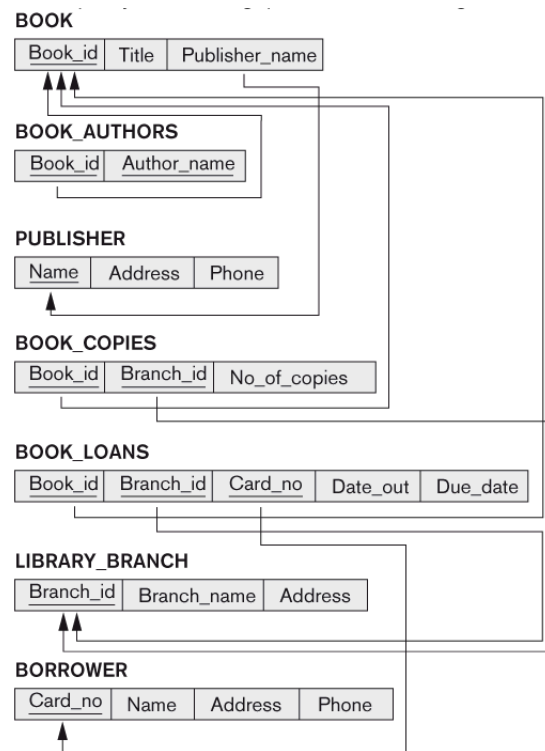 BOOK
Book_id Title Publisher_name
BOOK_AUTHORS
Book_id Author_name
PUBLISHER
Name Address Phone
BOOK_COPIES
Book_id Branch_id No_of_copies
BOOK_LOANS
Book_id Branch_id Card_no Date_out Due_date
LIBRARY_BRANCH
Branch_id Branch_name Address
BORROWER
Card_no Name Address Phone